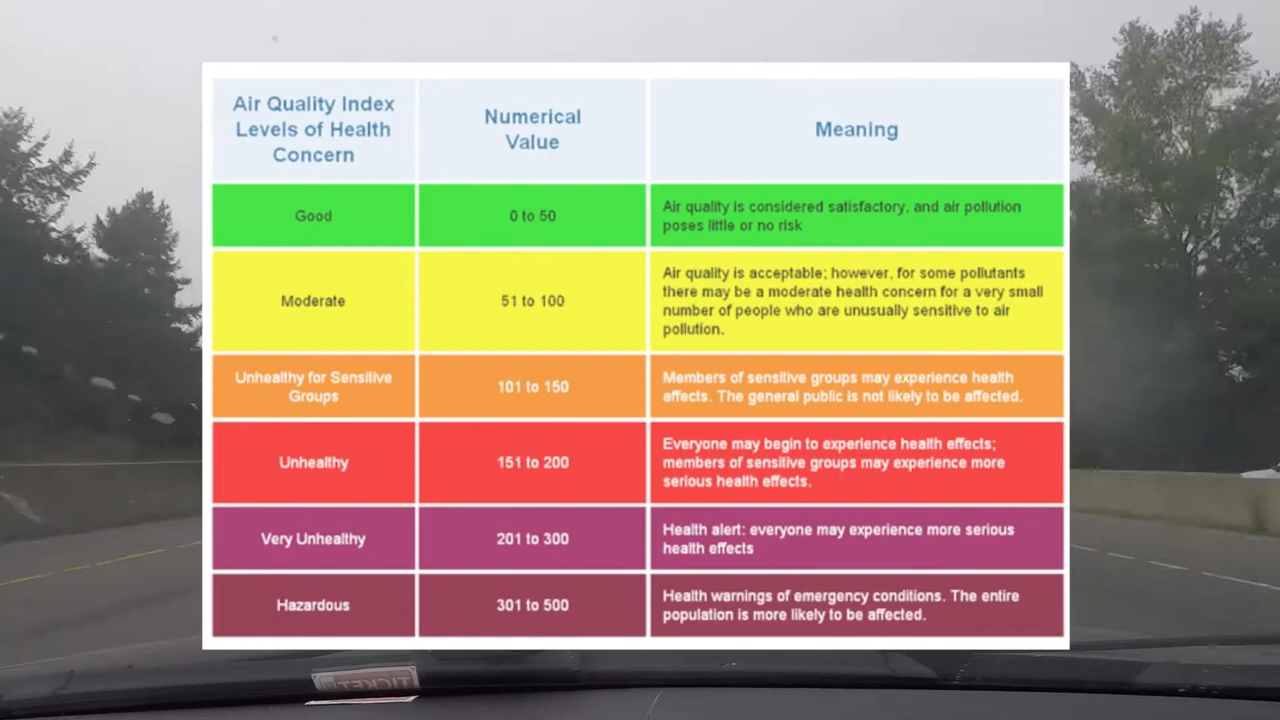 Air Quality Index
Levels of Health
Concern
Numerical
Value
Meaning
Good
0 to 50
Air quality is considered satisfactory, and air pollution
poses little or no risk
Moderate
51 to 100
Air quality is acceptable; however, for some pollutants
there may be a moderate health concern for a very small
number of people who are unusually sensitive to air
pollution.
Unhealthy for Sensitive
Groups
101 to 150
Members of sensitive groups may experience health
effects. The general public is not likely to be affected.
Unhealthy
151 to 200
Everyone may begin to experience health effects;
members of sensitive groups may experience more
serious health effects.
Very Unhealthy
201 to 300
Health alert: everyone may experience more serious
health effects
Hazardous
301 to 500
Health warnings of emergency conditions. The entire
population is more likely to be affected.
TICKET